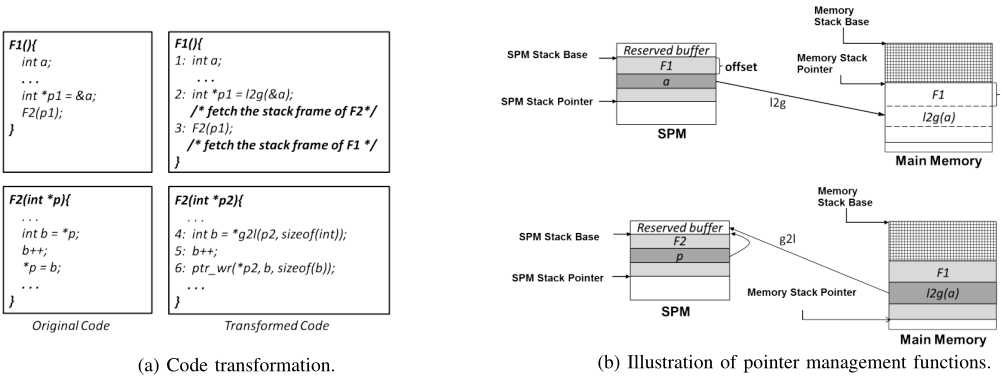 F1(){
int a;
. . .
int *p1 = &a;
F2(p1);
}
F1(){
1: int a;
. . .
2: int *p1 = l2g(&a);
/* fetch the stack frame of F2*/
3: F2(p1);
/* fetch the stack frame of F1 */
}
F2(int *p){
. . .
int b = *p;
b++;
*p = b;
. . .
}
F2(int *p2){
. . .
4: int b = *g2l(p2, sizeof(int));
5: b++;
6: ptr_wr(*p2, b, sizeof(b));
. . .
}
Original Code
Transformed Code
(a) Code transformation.
Memory Stack
Base
SPM Stack Base
Reserved buffer
F1
offset
a
SPM Stack Pointer
SPM
l2g
Memory Stack
Pointer
F1
l2g(a)
Main Memory
Memory
Stack Base
SPM Stack Base
Reserved buffer
F2
p
g2l
SPM Stack Pointer
SPM
Memory Stack Pointer
F1
l2g(a)
Main Memory
(b) Illustration of pointer management functions.